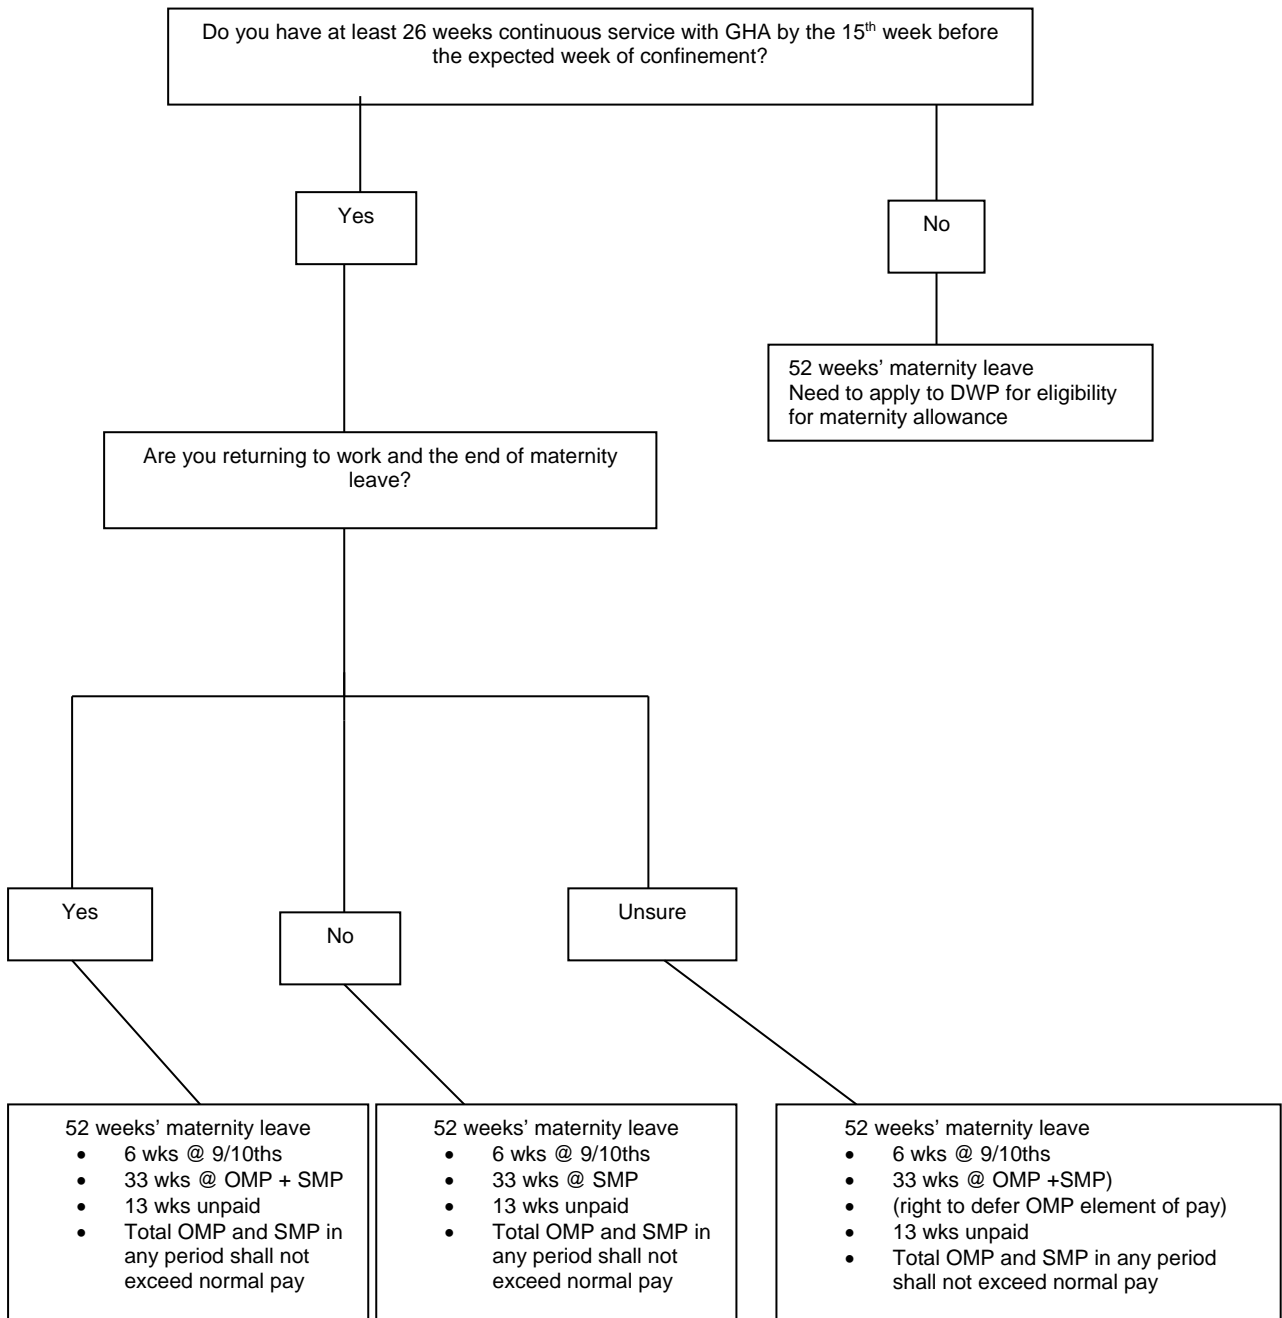 Do you have at least 26 weeks continuous service with GHA by the 15th week before
the expected week of confinement?
Yes
No
52 weeks’ maternity leave
Need to apply to DWP for eligibility
for maternity allowance
Are you returning to work and the end of maternity
leave?
Yes
No
Unsure
52 weeks’ maternity leave
• 6 wks @ 9/10ths
• 33 wks @ OMP + SMP
• 13 wks unpaid
• Total OMP and SMP in
any period shall not
exceed normal pay
52 weeks’ maternity leave
• 6 wks @ 9/10ths
• 33 wks @ SMP
• 13 wks unpaid
• Total OMP and SMP in
any period shall not
exceed normal pay
52 weeks’ maternity leave
• 6 wks @ 9/10ths
• 33 wks @ OMP +SMP)
• (right to defer OMP element of pay)
• 13 wks unpaid
• Total OMP and SMP in any period
shall not exceed normal pay